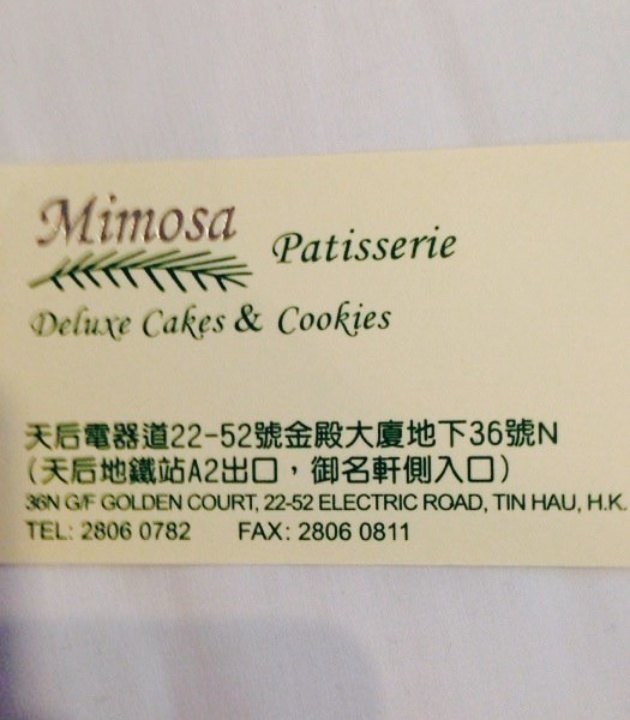 Mimosa
Patisserie
Deluxe Cakes & Cookies
天后電器道22-52號金殿大廈地下36號N
(天后地鐵站A2出口，御名軒側入口)
36N G/F GOLDEN COURT, 22-52 ELECTRIC ROAD, TIN HAU, H.K.
TEL: 2806 0782 FAX: 2806 0811